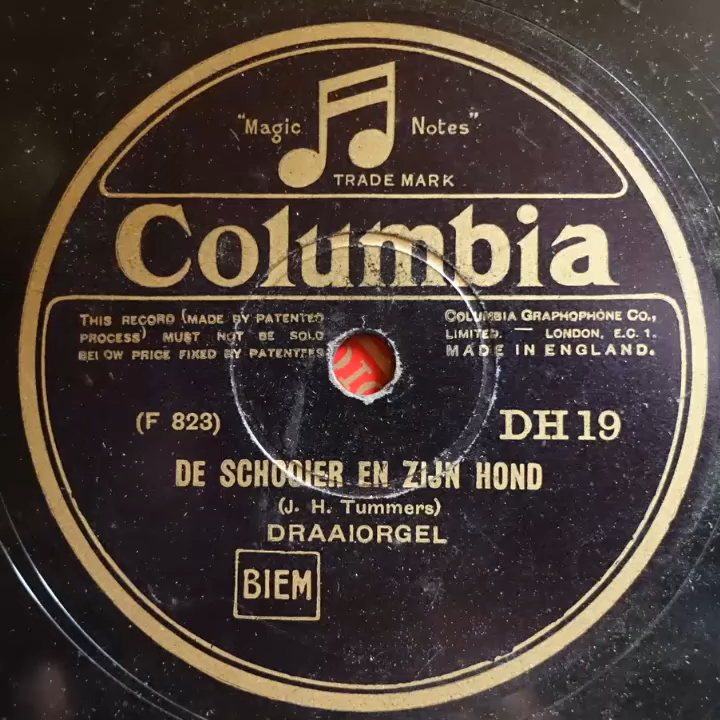 "Magic Notes"
TRADE MARK
Columbia
THIS RECORD (MADE BY PATENTED
PROCESS) MUST NOT BE SOLD
BELOW PRICE FIXED BY PATENTEES
COLUMBIA GRAPHOPHONE CO.,
LIMITED. — LONDON, E.C. 1.
MADE IN ENGLAND.
(F 823)
DH 19
DE SCHOOIER EN ZIJN HOND
(J. H. Tummers)
DRAAIORGEL
BIEM